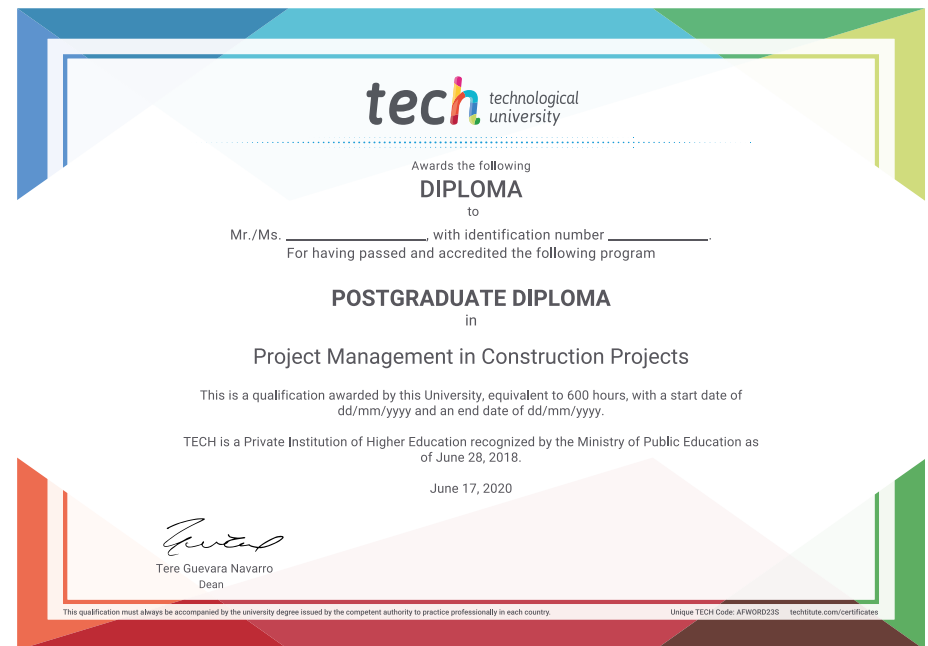 tech technological
university
Awards the following
DIPLOMA
to
Mr./Ms. ____________________, with identification number ______________.
For having passed and accredited the following program
POSTGRADUATE DIPLOMA
in
Project Management in Construction Projects
This is a qualification awarded by this University, equivalent to 600 hours, with a start date of
dd/mm/yyyy and an end date of dd/mm/yyyy.
TECH is a Private Institution of Higher Education recognized by the Ministry of Public Education as
of June 28, 2018.
June 17, 2020
Tere Guevara Navarro
Dean
This qualification must always be accompanied by the university degree issued by the competent authority to practice professionally in each country. Unique TECH Code: AFWORD23S techtitute.com/certificates